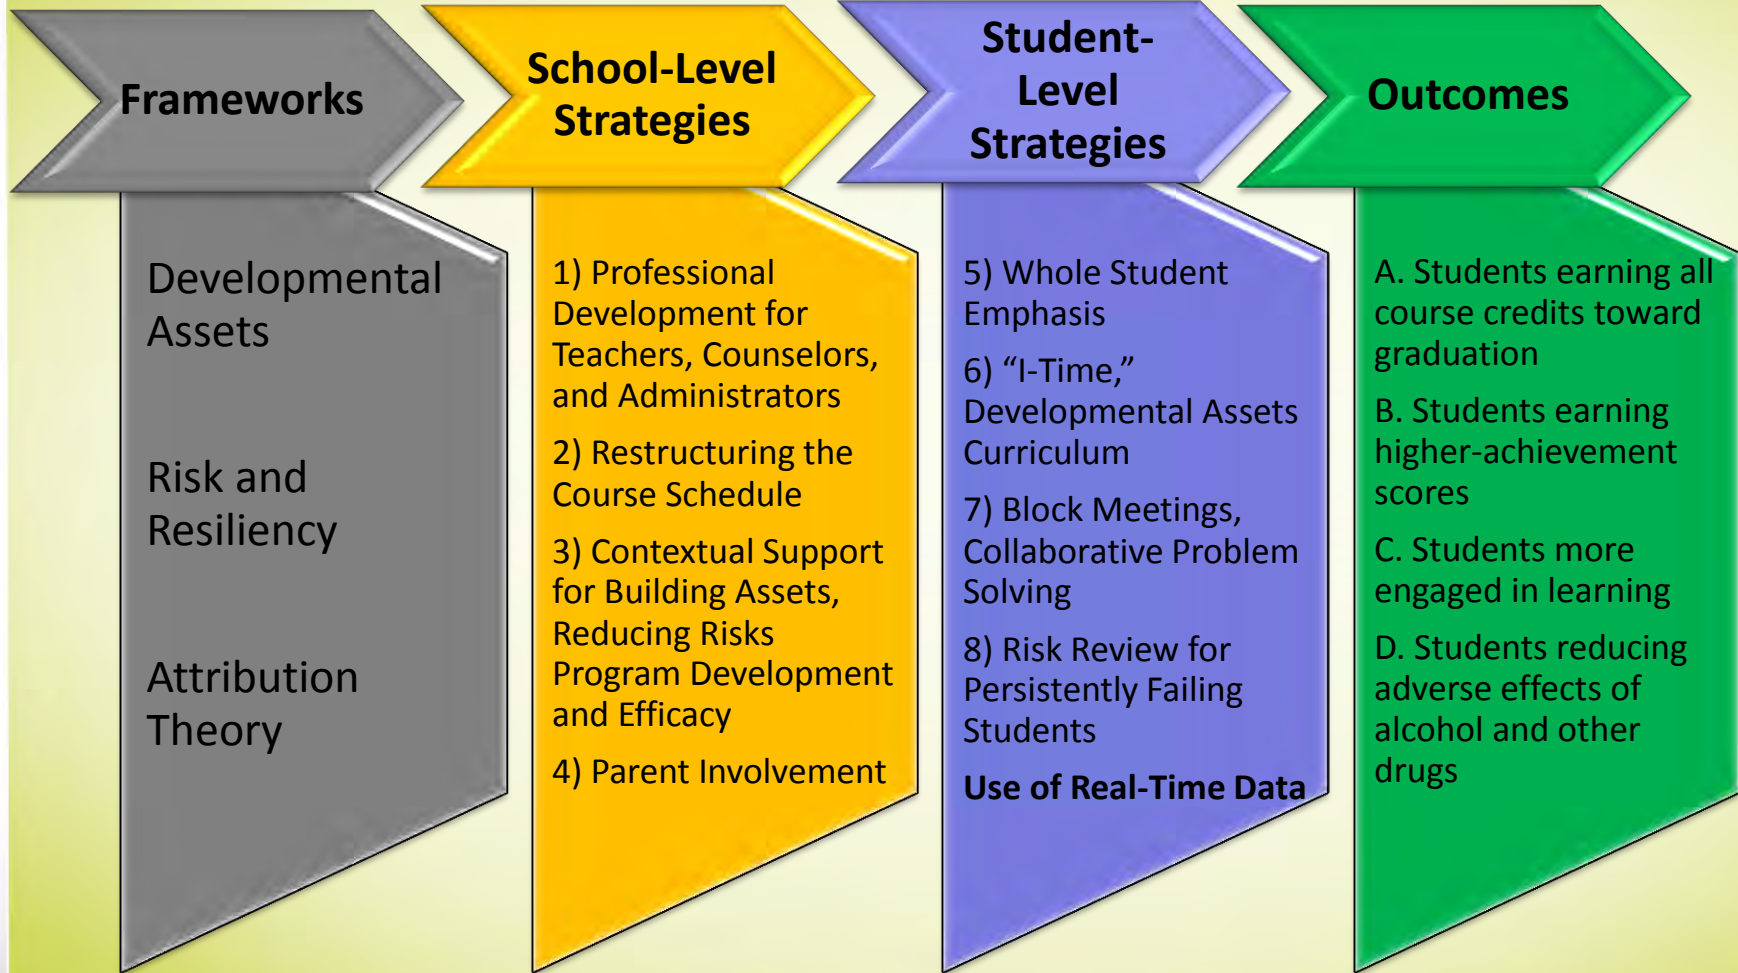 Frameworks
Developmental
Assets
Risk and
Resiliency
Attribution
Theory
School-Level
Strategies
1) Professional
Development for
Teachers, Counselors,
and Administrators
2) Restructuring the
Course Schedule
3) Contextual Support
for Building Assets,
Reducing Risks
Program Development
and Efficacy
4) Parent Involvement
Student-
Level
Strategies
5) Whole Student
Emphasis
6) “I-Time,”
Developmental Assets
Curriculum
7) Block Meetings,
Collaborative Problem
Solving
8) Risk Review for
Persistently Failing
Students
Use of Real-Time Data
Outcomes
A. Students earning all
course credits toward
graduation
B. Students earning
higher-achievement
scores
C. Students more
engaged in learning
D. Students reducing
adverse effects of
alcohol and other
drugs